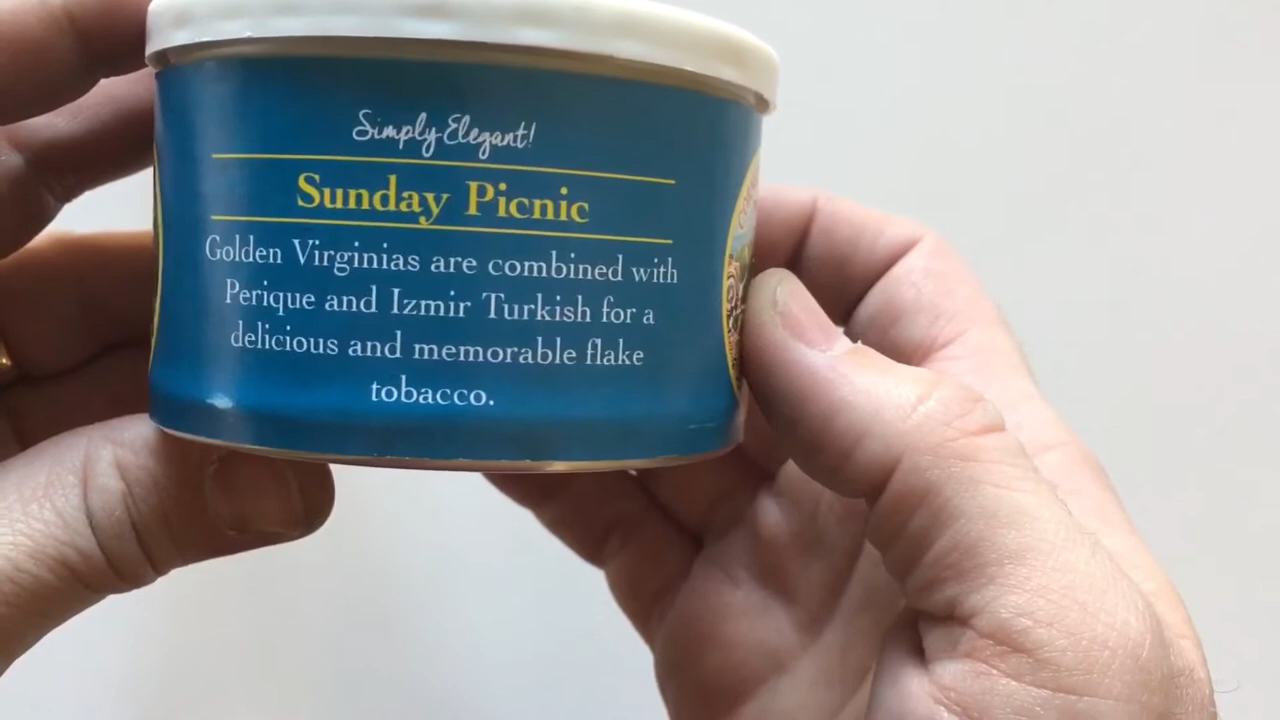 Simply Elegant!
Sunday Picnic
Golden Virginias are combined with
Perique and Izmir Turkish for a
delicious and memorable flake
tobacco.